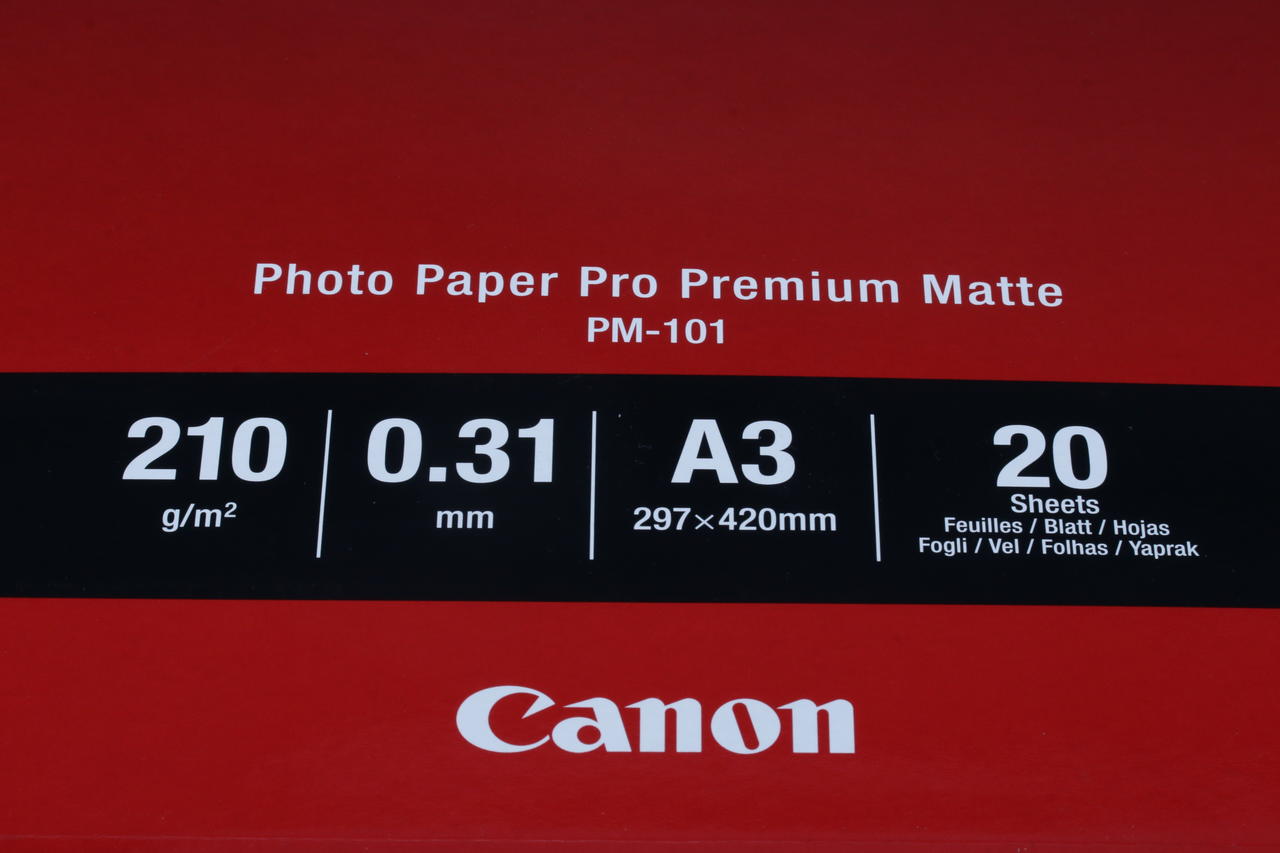 Photo Paper Pro Premium Matte
PM-101
210
g/m²
0.31
mm
A3
297×420mm
20
Sheets
Feuilles / Blatt / Hojas
Fogli / Vel / Folhas / Yaprak
Canon